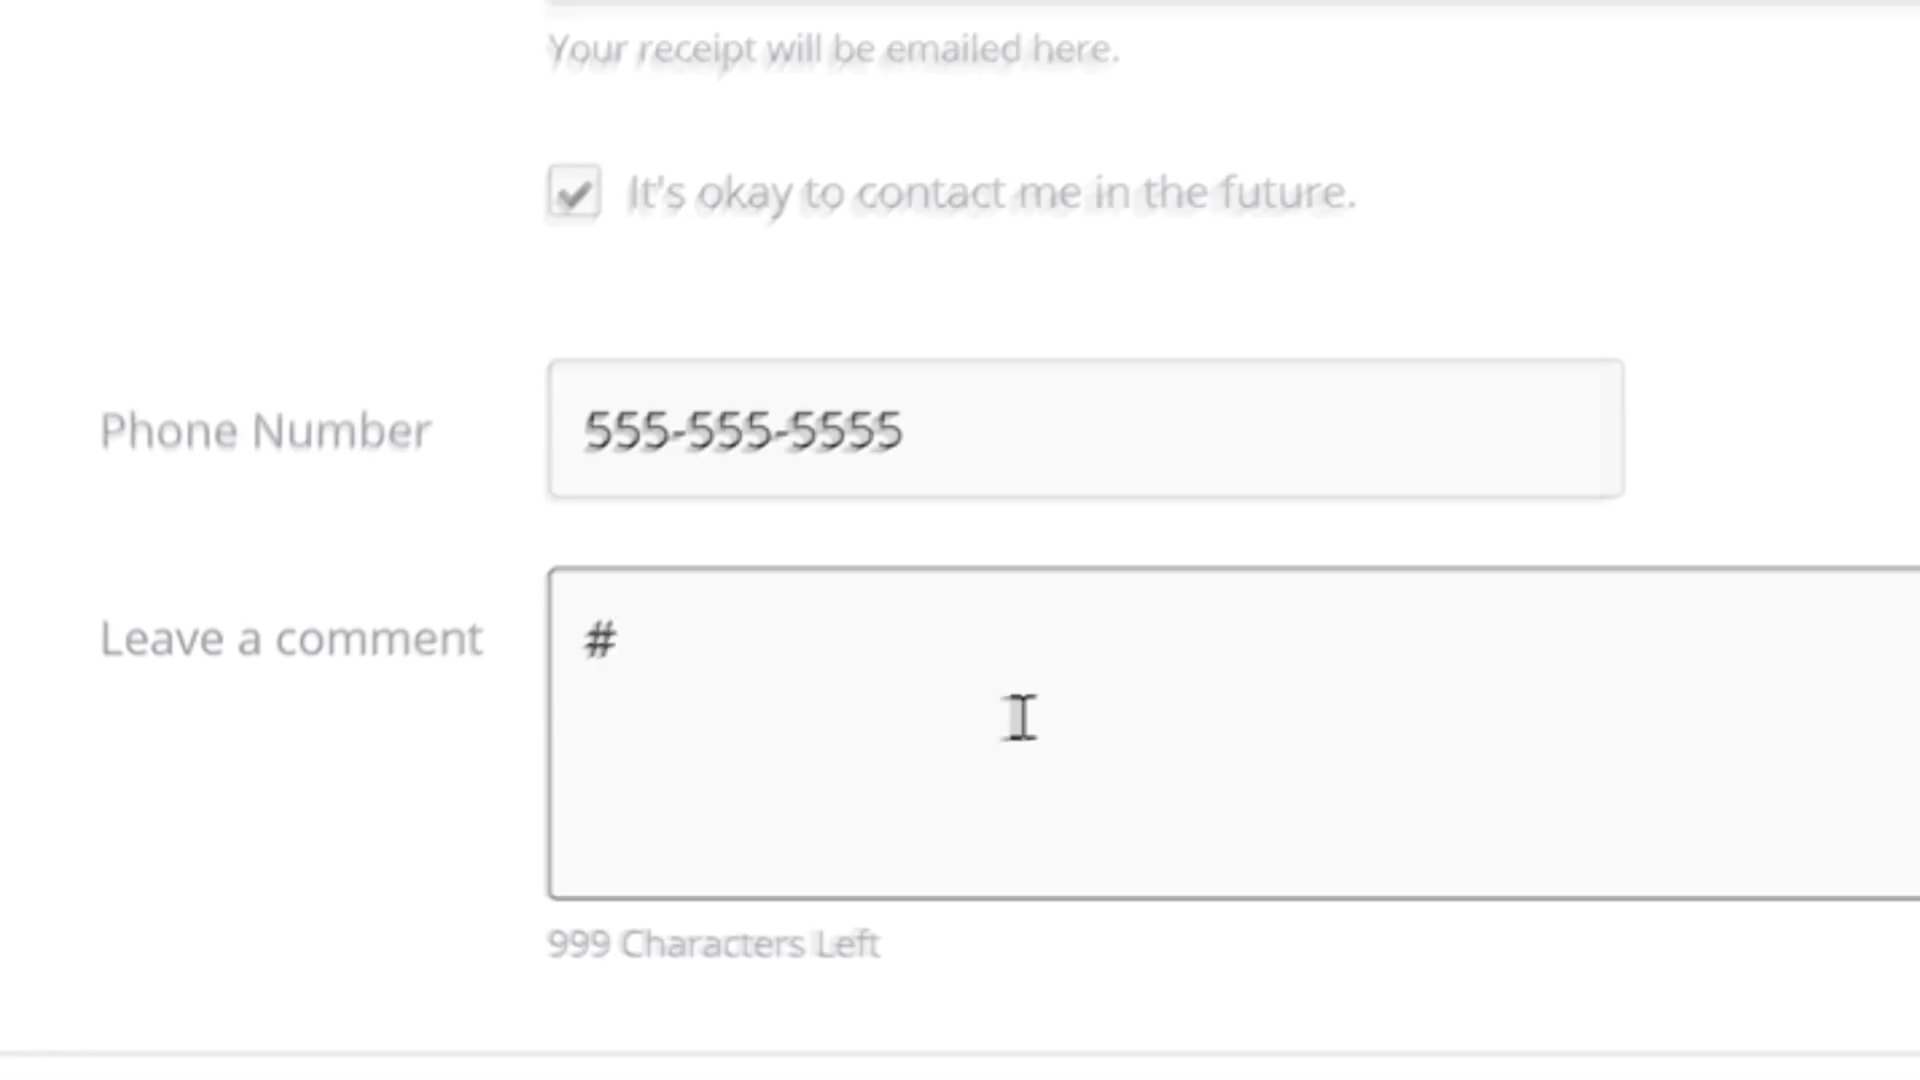 Your receipt will be emailed here.
It's okay to contact me in the future.
Phone Number
555-555-5555
Leave a comment
#
999 Characters Left